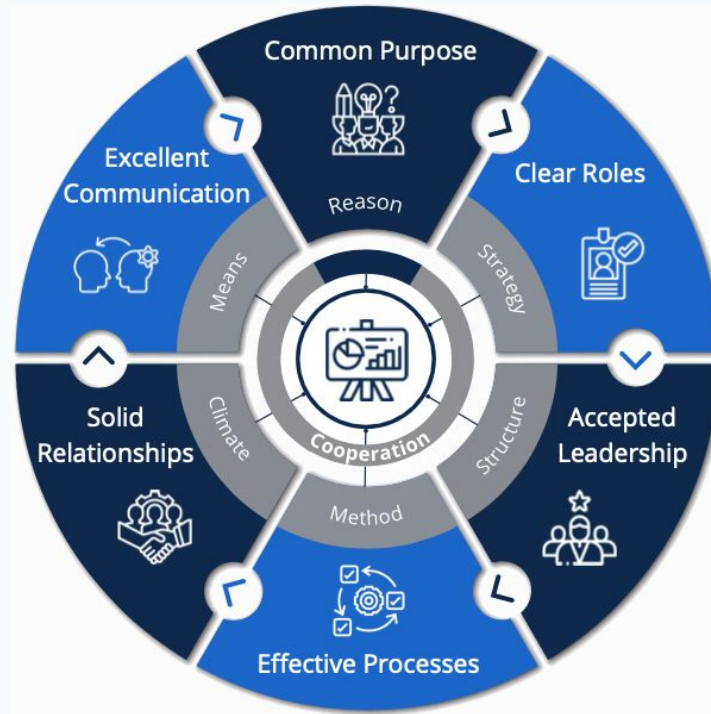 Common Purpose
Reason
Clear Roles
Strategy
Accepted
Leadership
Structure
Effective Processes
Method
Solid
Relationships
Climate
Excellent
Communication
Means
Cooperation